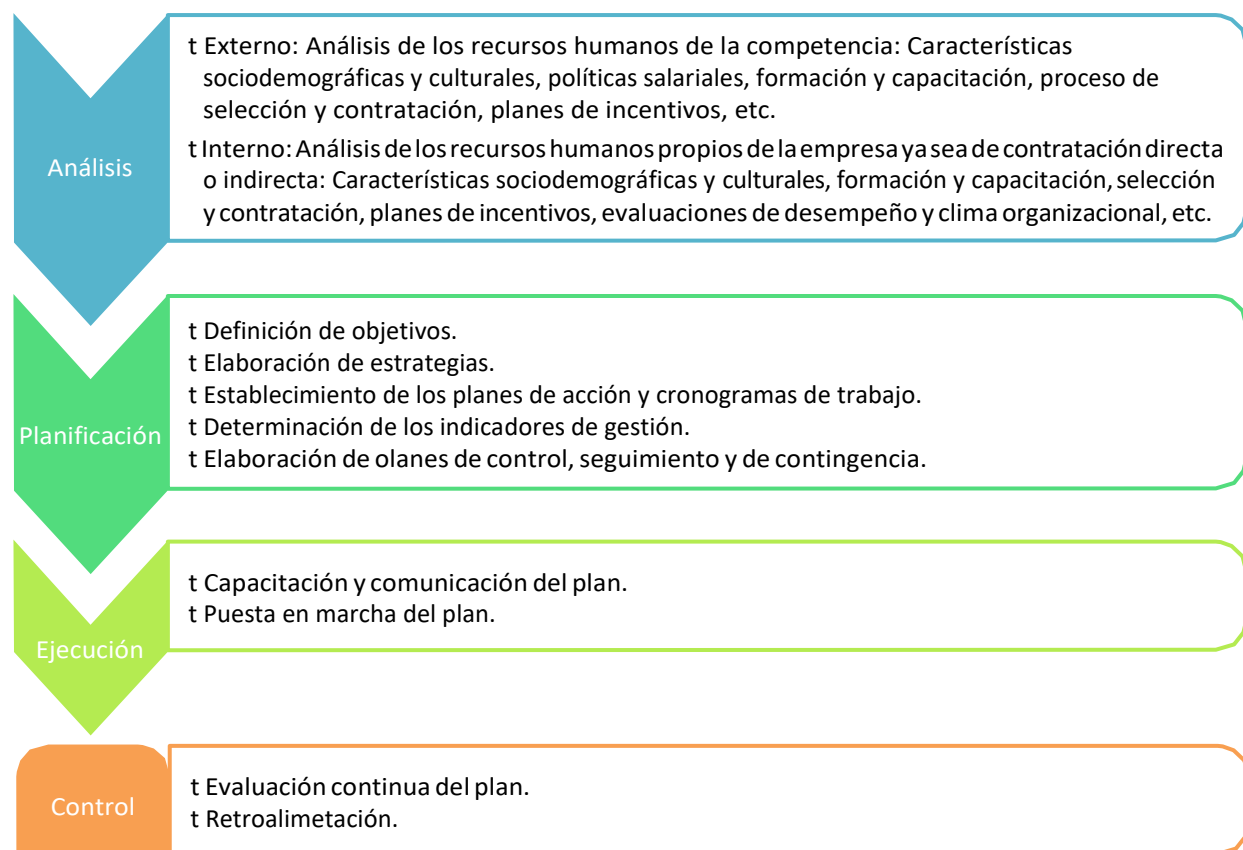 Análisis
t Externo: Análisis de los recursos humanos de la competencia: Características
sociodemográficas y culturales, políticas salariales, formación y capacitación, proceso de
selección y contratación, planes de incentivos, etc.
t Interno: Análisis de los recursos humanos propios de la empresa ya sea de contratación directa
o indirecta: Características sociodemográficas y culturales, formación y capacitación, selección
y contratación, planes de incentivos, evaluaciones de desempeño y clima organizacional, etc.
Planificación
t Definición de objetivos.
t Elaboración de estrategias.
t Establecimiento de los planes de acción y cronogramas de trabajo.
t Determinación de los indicadores de gestión.
t Elaboración de olanes de control, seguimiento y de contingencia.
Ejecución
t Capacitación y comunicación del plan.
t Puesta en marcha del plan.
Control
t Evaluación continua del plan.
t Retroalimetación.